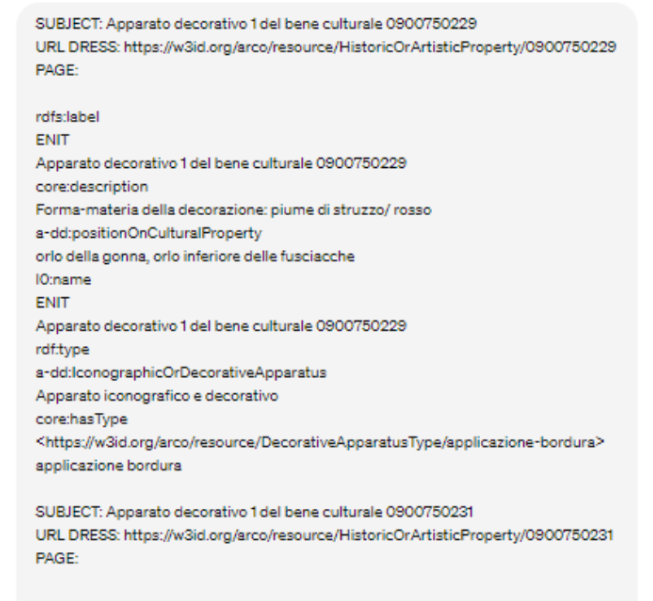 SUBJECT: Apparato decorativo 1 del bene culturale 0900750229
URL DRESS: https://w3id.org/arco/resource/HistoricOrArtisticProperty/0900750229
PAGE:
rdfs:label
ENIT
Apparato decorativo 1 del bene culturale 0900750229
core:description
Forma-materia della decorazione: piume di struzzo/ rosso
a-dd:positionOnCulturalProperty
orlo della gonna, orlo inferiore delle fusciacche
l0:name
ENIT
Apparato decorativo 1 del bene culturale 0900750229
rdf:type
a-dd:IconographicOrDecorativeApparatus
Apparato iconografico e decorativo
core:hasType
<https://w3id.org/arco/resource/DecorativeApparatusType/applicazione-bordura>
applicazione bordura
SUBJECT: Apparato decorativo 1 del bene culturale 0900750231
URL DRESS: https://w3id.org/arco/resource/HistoricOrArtisticProperty/0900750231
PAGE: